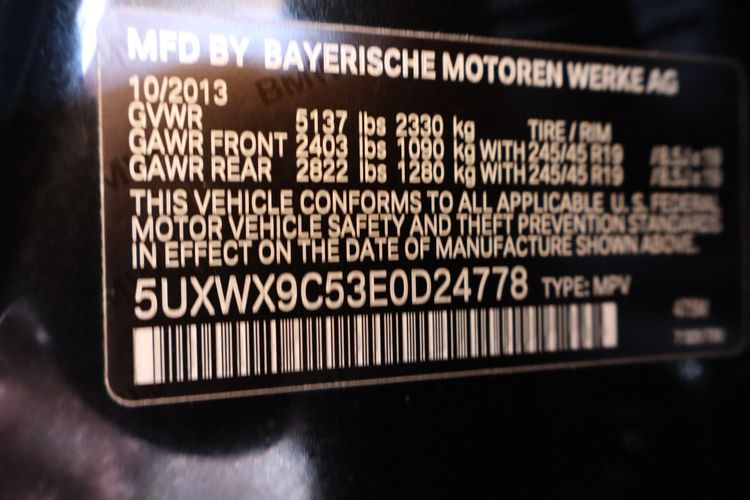 MFD BY BAYERISCHE MOTOREN WERKE AG
10/2013
GVWR 5137 lbs 2330 kg TIRE / RIM
GAWR FRONT 2403 lbs 1090 kg WITH 245/45 R19
GAWR REAR 2822 lbs 1280 kg WITH 245/45 R19
THIS VEHICLE CONFORMS TO ALL APPLICABLE U.S. FEDERAL
MOTOR VEHICLE SAFETY AND THEFT PREVENTION STANDARDS
IN EFFECT ON THE DATE OF MANUFACTURE SHOWN ABOVE.
5UXWX9C53E0D24778 TYPE: MPV